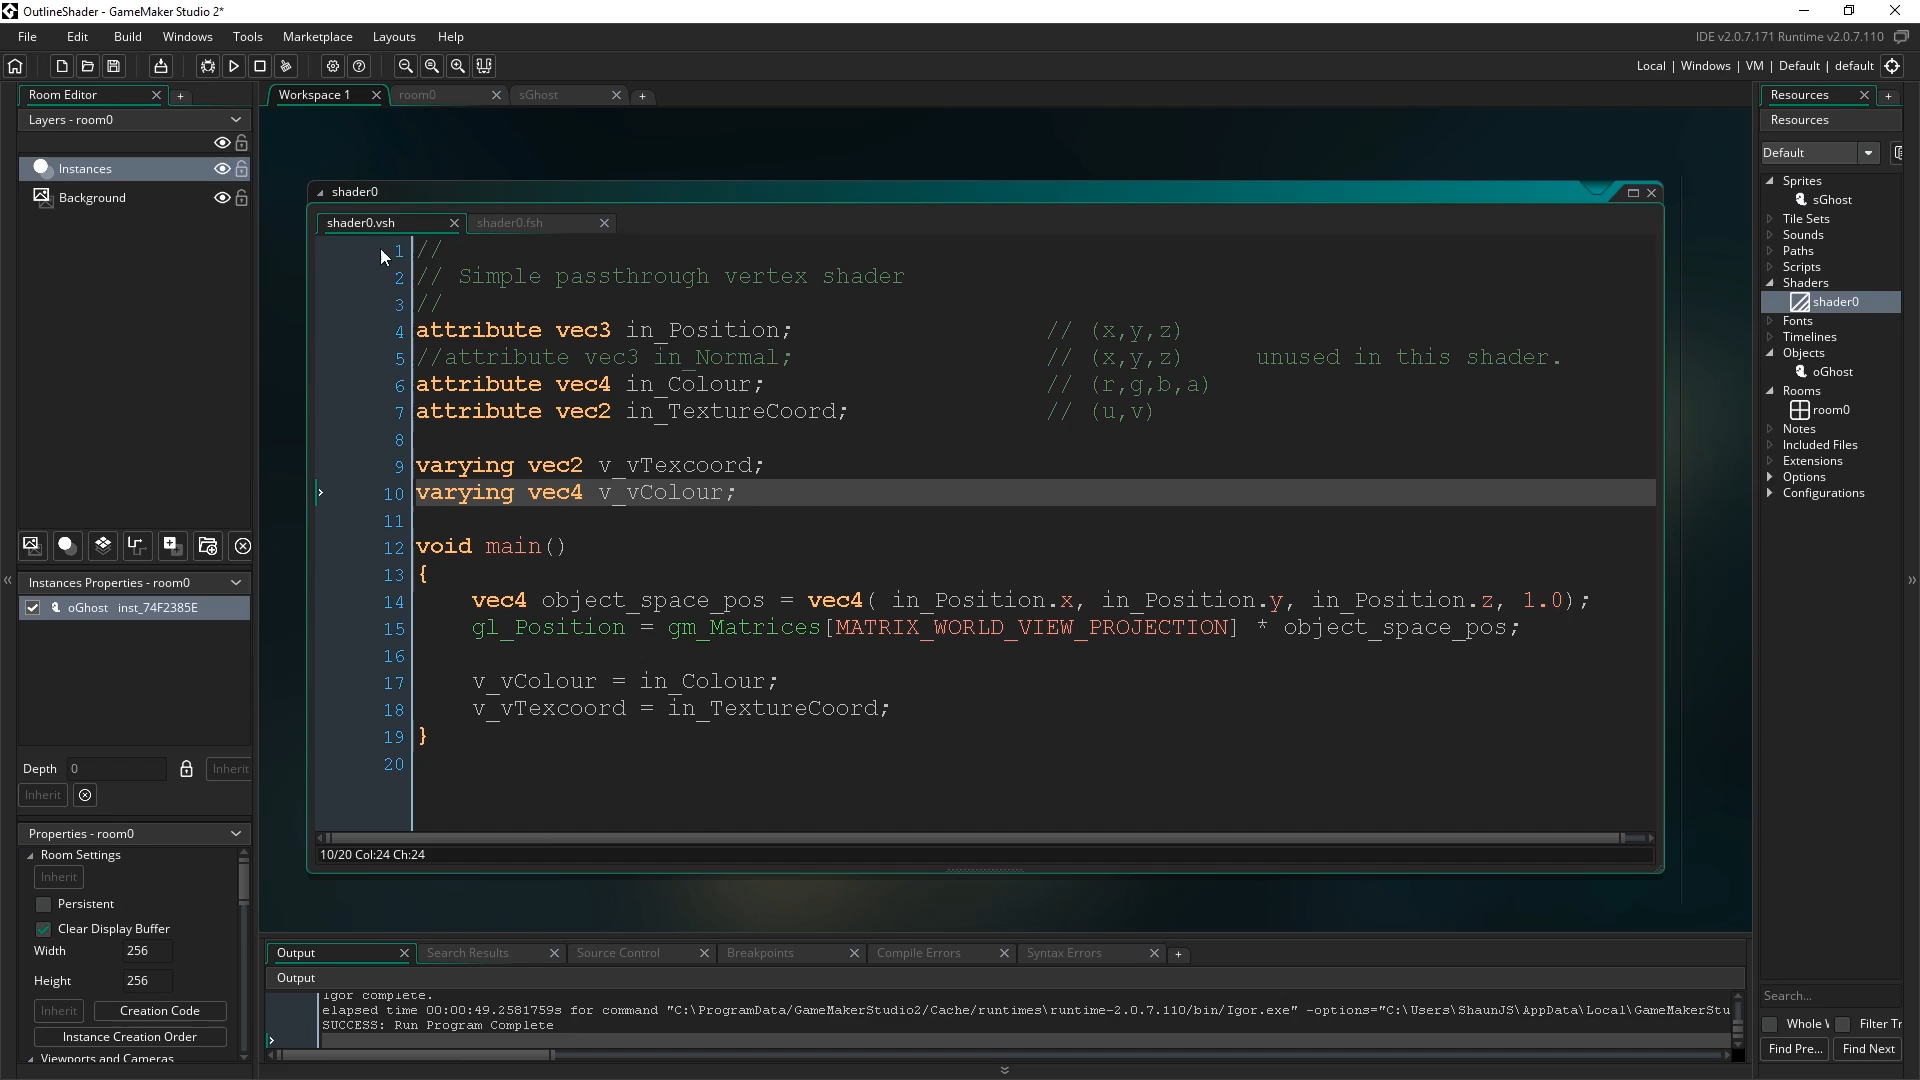 OutlineShader - GameMaker Studio 2*
File Edit Build Windows Tools Marketplace Layouts Help
IDE v2.0.7.171 Runtime v2.0.7.110
Local | Windows | VM | Default | default
Room Editor
Layers - room0
Instances
Background
Instances Properties - room0
oGhost inst_74F2385E
Depth 0
Inherit
Inherit
Properties - room0
Room Settings
Inherit
Persistent
Clear Display Buffer
Width 256
Height 256
Inherit Creation Code
Instance Creation Order
Viewports and Cameras
Workspace 1 room0 sGhost
shader0
shader0.vsh shader0.fsh
1 //
2 // Simple passthrough vertex shader
3 //
4 attribute vec3 in_Position; // (x,y,z)
5 //attribute vec3 in_Normal; // (x,y,z) unused in this shader.
6 attribute vec4 in_Colour; // (r,g,b,a)
7 attribute vec2 in_TextureCoord; // (u,v)
8
9 varying vec2 v_vTexcoord;
10 varying vec4 v_vColour;
11
12 void main()
13 {
14 vec4 object_space_pos = vec4( in_Position.x, in_Position.y, in_Position.z, 1.0);
15 gl_Position = gm_Matrices[MATRIX_WORLD_VIEW_PROJECTION] * object_space_pos;
16
17 v_vColour = in_Colour;
18 v_vTexcoord = in_TextureCoord;
19 }
20
10/20 Col:24 Ch:24
Output Search Results Source Control Breakpoints Compile Errors Syntax Errors
Output
Igor complete.
elapsed time 00:00:49.2581759s for command "C:\ProgramData/GameMakerStudio2/Cache/runtimes\runtime-2.0.7.110/bin/Igor.exe" -options="C:\Users\ShaunJS\AppData\Local\GameMakerStu
SUCCESS: Run Program Complete
Resources
Resources
Default
Sprites
sGhost
Tile Sets
Sounds
Paths
Scripts
Shaders
shader0
Fonts
Timelines
Objects
oGhost
Rooms
room0
Notes
Included Files
Extensions
Options
Configurations
Search...
Whole Filter Tr
Find Pre... Find Next